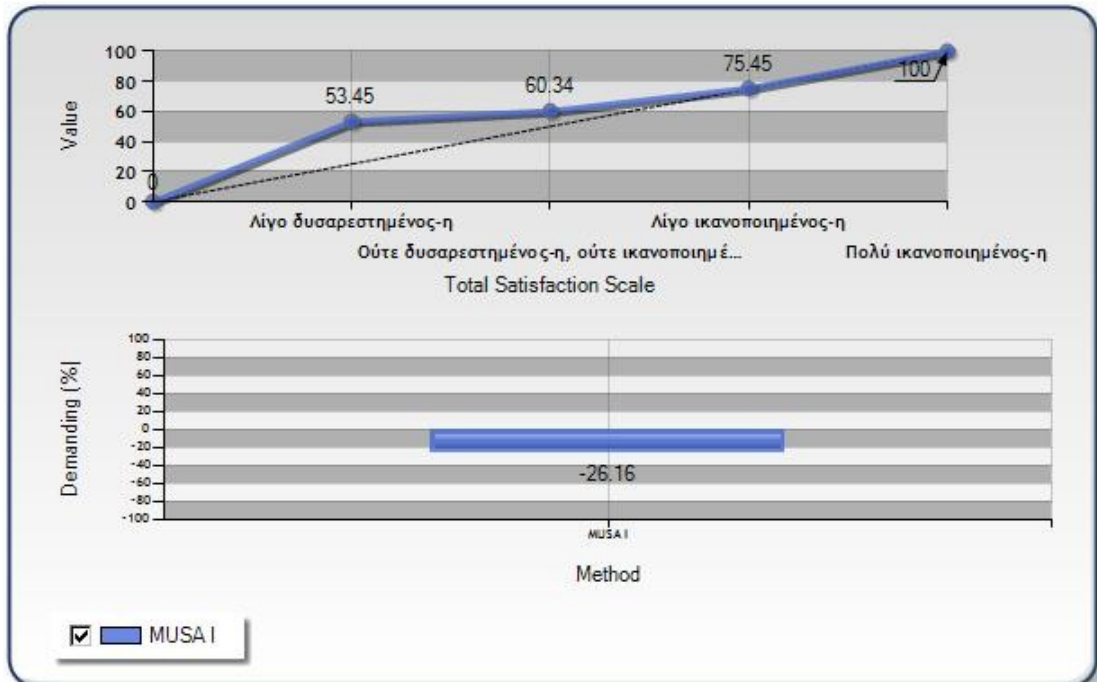 100
80
60
40
20
0
Value
0
53.45
60.34
75.45
100
Λίγο δυσαρεστημένος-η
Λίγο ικανοποιημένος-η
Ούτε δυσαρεστημένος-η, ούτε ικανοποιημέ...
Πολύ ικανοποιημένος-η
Total Satisfaction Scale
100
80
60
40
20
0
-20
-40
-60
-80
-100
Demanding (%)
-26.16
MUSA I
Method
MUSA I